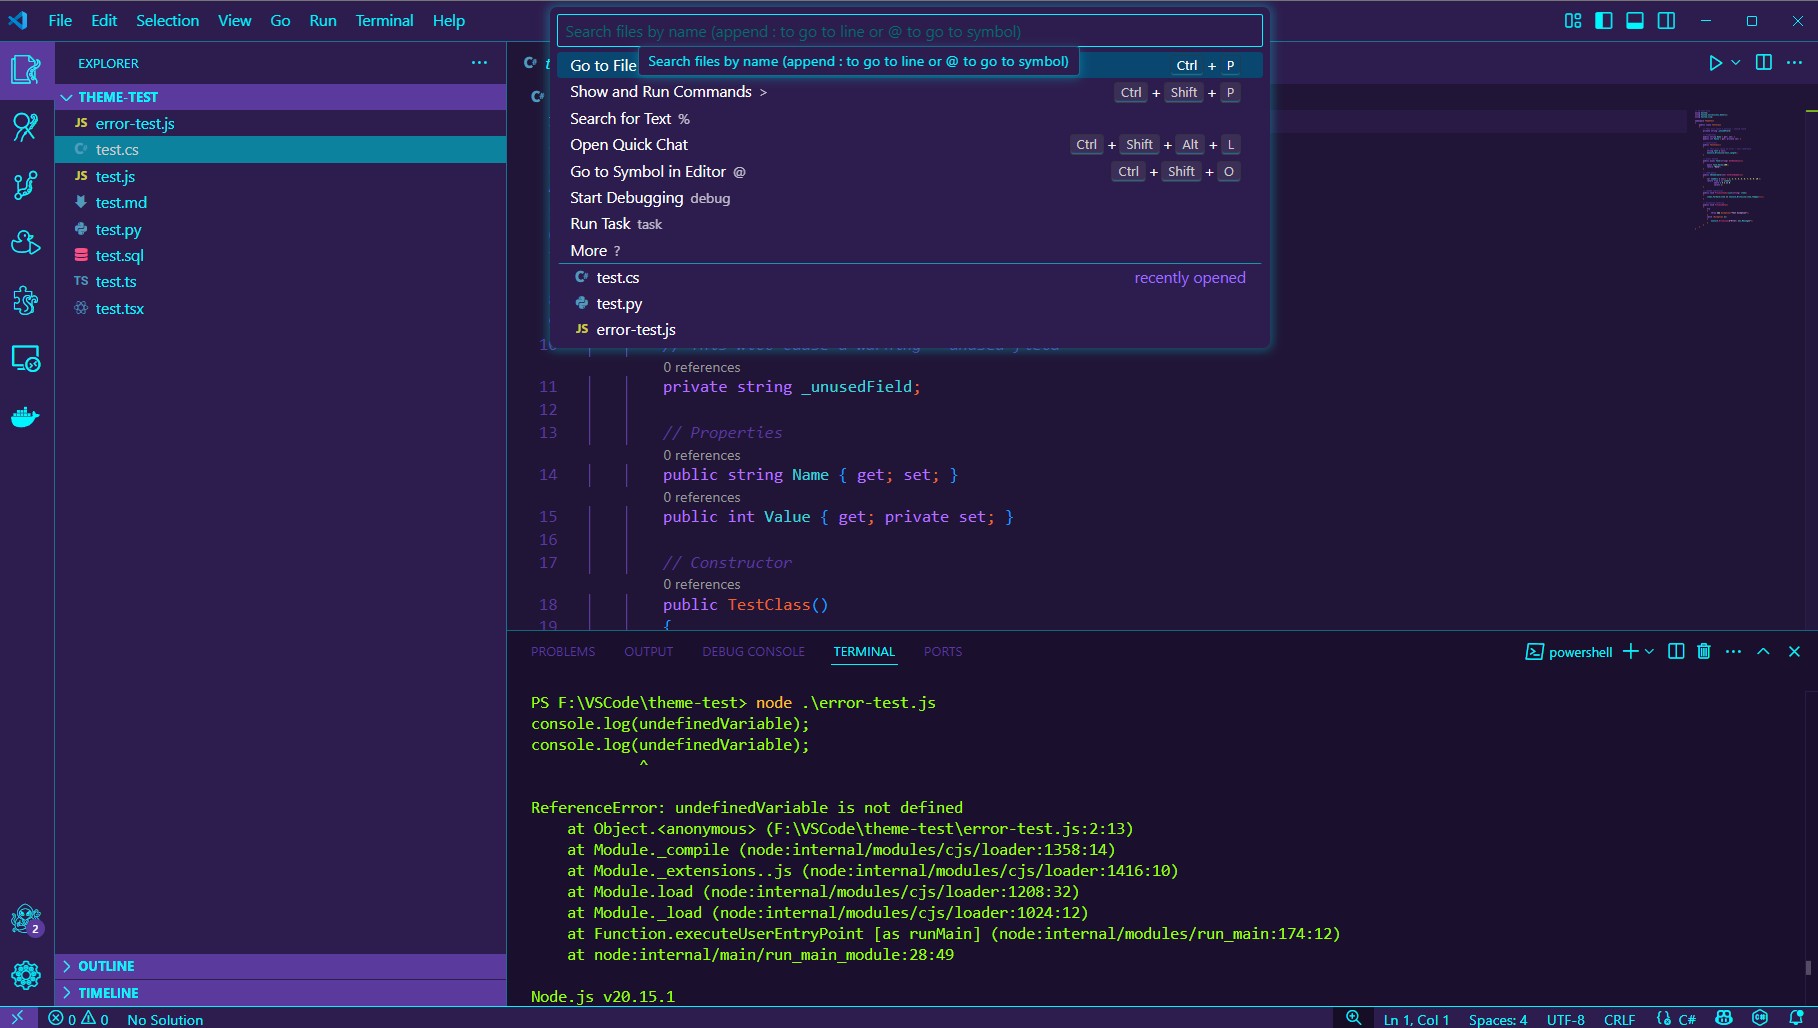 File Edit Selection View Go Run Terminal Help
Search files by name (append : to go to line or @ to go to symbol)
EXPLORER
THEME-TEST
JS error-test.js
C# test.cs
JS test.js
test.md
test.py
test.sql
TS test.ts
test.tsx
OUTLINE
TIMELINE
Go to File Ctrl + P
Search files by name (append : to go to line or @ to go to symbol)
Show and Run Commands > Ctrl + Shift + P
Search for Text %
Open Quick Chat Ctrl + Shift + Alt + L
Go to Symbol in Editor @ Ctrl + Shift + O
Start Debugging debug
Run Task task
More ?
C# test.cs recently opened
test.py
JS error-test.js
0 references
11 private string _unusedField;
12
13 // Properties
0 references
14 public string Name { get; set; }
0 references
15 public int Value { get; private set; }
16
17 // Constructor
0 references
18 public TestClass()
19 {
PROBLEMS OUTPUT DEBUG CONSOLE TERMINAL PORTS powershell
PS F:\VSCode\theme-test> node .\error-test.js
console.log(undefinedVariable);
console.log(undefinedVariable);
^
ReferenceError: undefinedVariable is not defined
at Object.<anonymous> (F:\VSCode\theme-test\error-test.js:2:13)
at Module._compile (node:internal/modules/cjs/loader:1358:14)
at Module._extensions..js (node:internal/modules/cjs/loader:1416:10)
at Module.load (node:internal/modules/cjs/loader:1208:32)
at Module._load (node:internal/modules/cjs/loader:1024:12)
at Function.executeUserEntryPoint [as runMain] (node:internal/modules/run_main:174:12)
at node:internal/main/run_main_module:28:49
Node.js v20.15.1
2
0 0 No Solution Ln 1, Col 1 Spaces: 4 UTF-8 CRLF C#